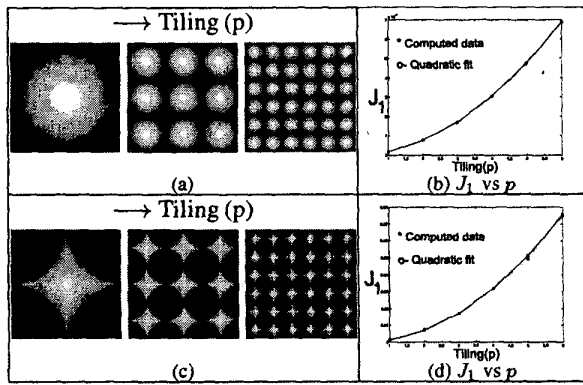 → Tiling (p)
(a)
J₁
* Computed data
o- Quadratic fit
Tiling(p)
(b) J₁ vs p
→ Tiling (p)
(c)
J₁
* Computed data
o- Quadratic fit
Tiling(p)
(d) J₁ vs p